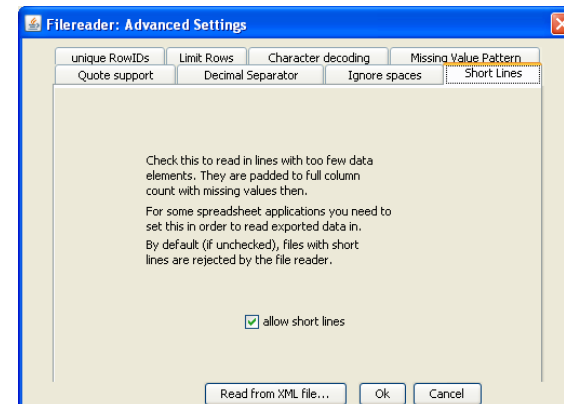 Filereader: Advanced Settings
unique RowIDs Limit Rows Character decoding Missing Value Pattern
Quote support Decimal Separator Ignore spaces Short Lines
Check this to read in lines with too few data
elements. They are padded to full column
count with missing values then.
For some spreadsheet applications you need to
set this in order to read exported data in.
By default (if unchecked), files with short
lines are rejected by the file reader.
allow short lines
Read from XML file... Ok Cancel